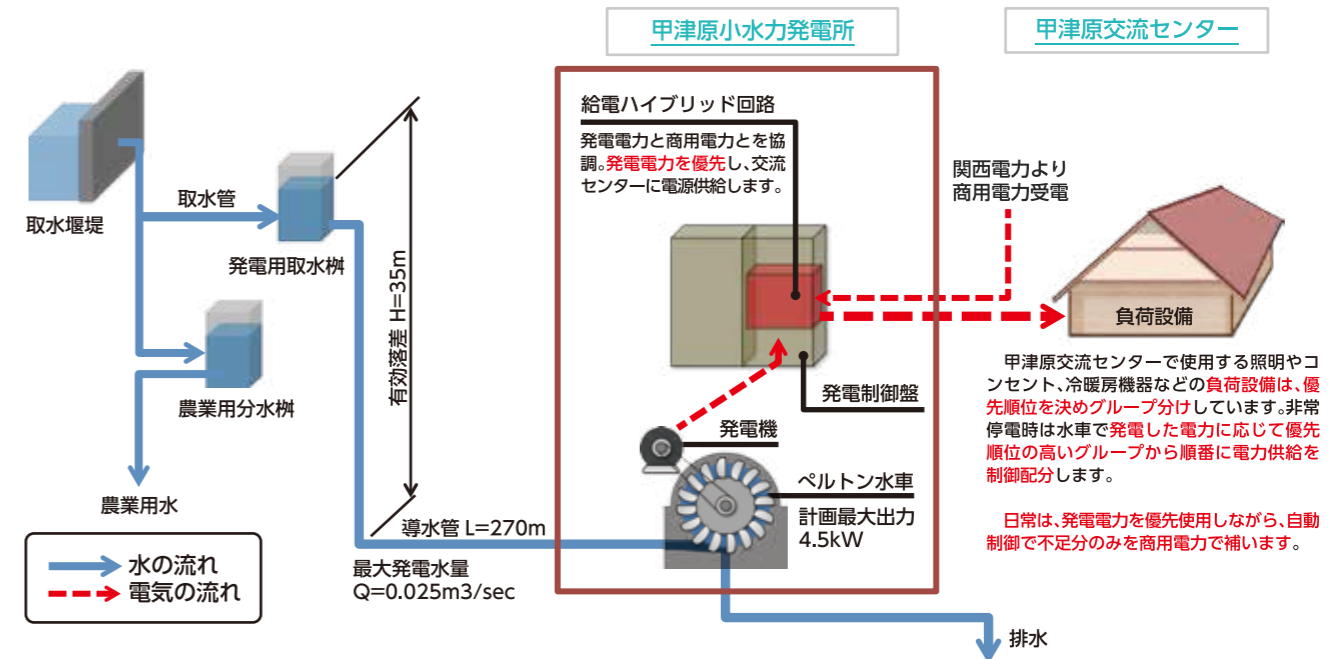 甲津原小水力発電所
甲津原交流センター
給電ハイブリッド回路
発電電力と商用電力とを協
調。発電電力を優先し、交流
センターに電源供給します。
関西電力より
商用電力受電
取水堰堤
取水管
発電用取水桝
有効落差 H=35m
農業用分水桝
農業用水
負荷設備
発電制御盤
発電機
ペルトン水車
計画最大出力
4.5kW
甲津原交流センターで使用する照明やコ
ンセント、冷暖房機器などの負荷設備は、優
先順位を決めグループ分けしています。非常
停電時は水車で発電した電力に応じて優先
順位の高いグループから順番に電力供給を
制御配分します。
日常は、発電電力を優先使用しながら、自動
制御で不足分のみを商用電力で補います。
導水管 L=270m
最大発電水量
Q=0.025m3/sec
水の流れ
電気の流れ
排水